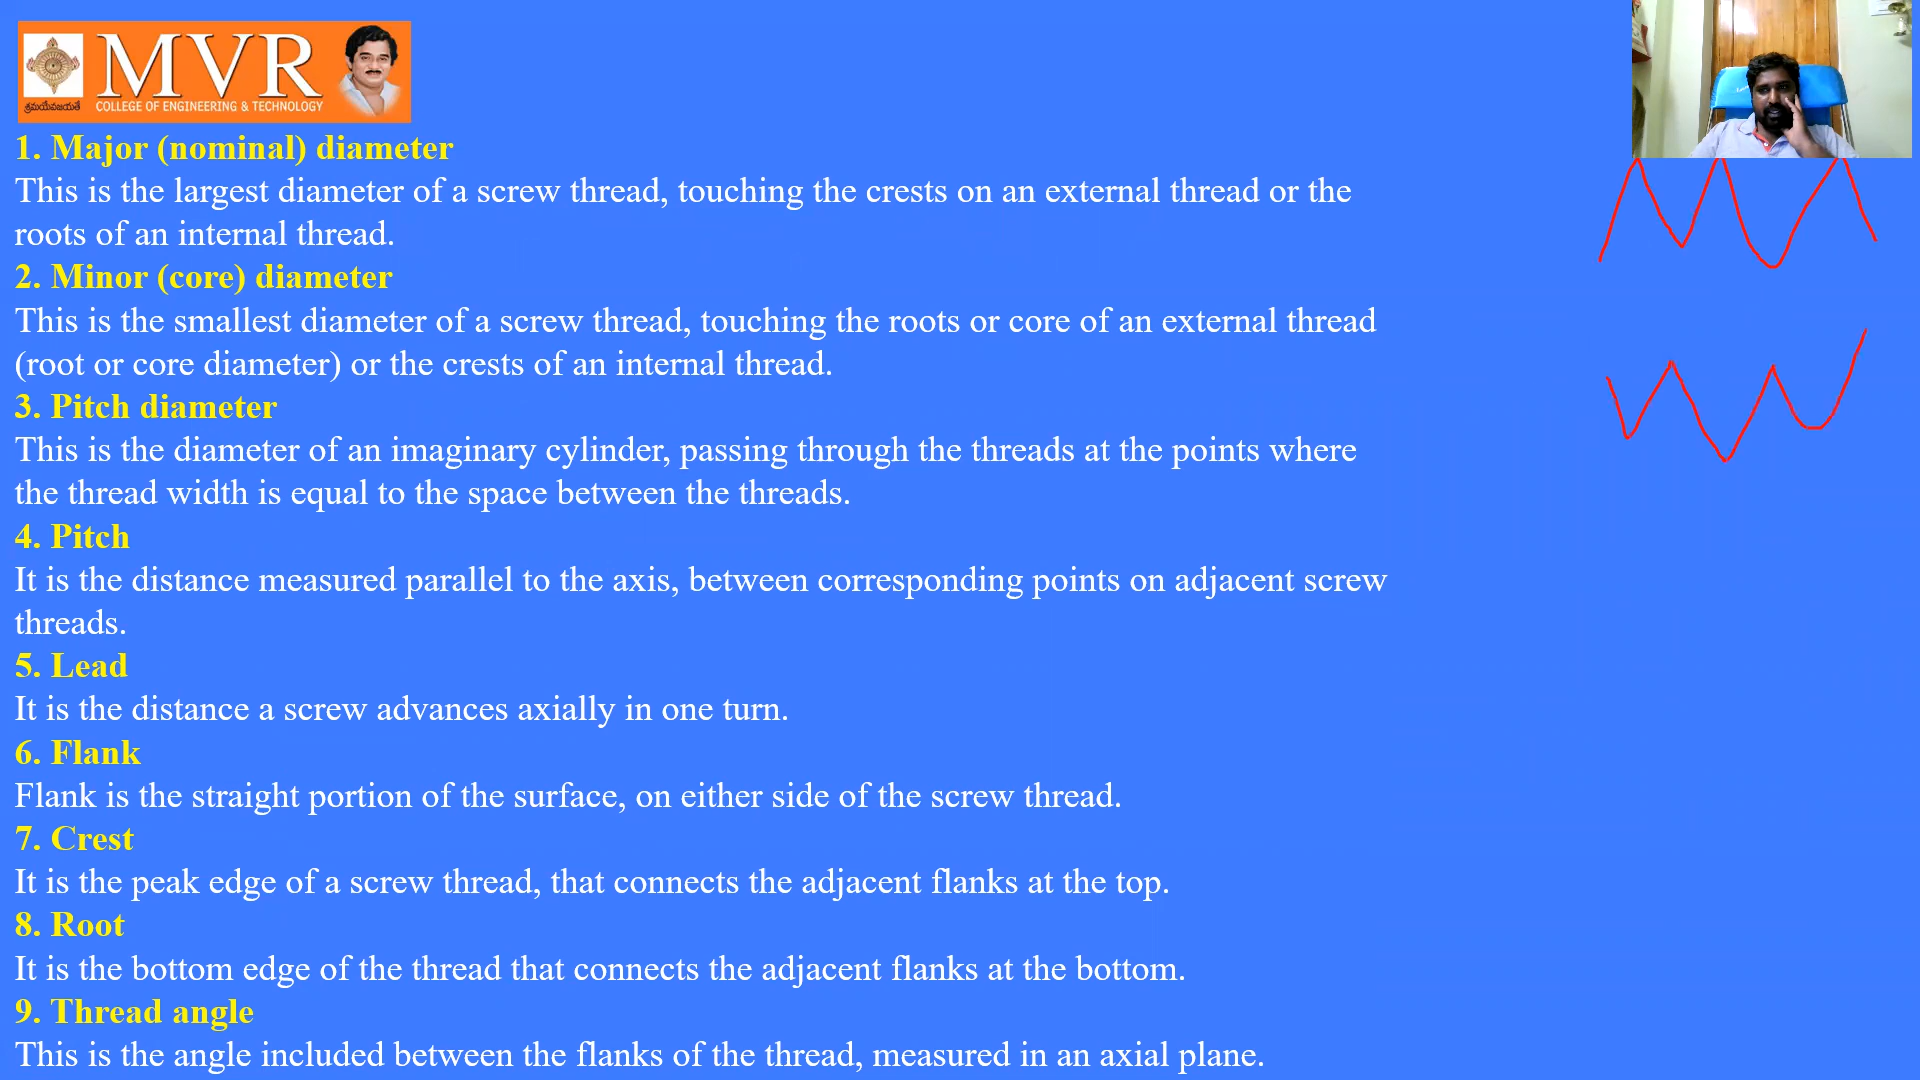 MVR
COLLEGE OF ENGINEERING & TECHNOLOGY
శ్రమయేవజయతే
1. Major (nominal) diameter
This is the largest diameter of a screw thread, touching the crests on an external thread or the
roots of an internal thread.
2. Minor (core) diameter
This is the smallest diameter of a screw thread, touching the roots or core of an external thread
(root or core diameter) or the crests of an internal thread.
3. Pitch diameter
This is the diameter of an imaginary cylinder, passing through the threads at the points where
the thread width is equal to the space between the threads.
4. Pitch
It is the distance measured parallel to the axis, between corresponding points on adjacent screw
threads.
5. Lead
It is the distance a screw advances axially in one turn.
6. Flank
Flank is the straight portion of the surface, on either side of the screw thread.
7. Crest
It is the peak edge of a screw thread, that connects the adjacent flanks at the top.
8. Root
It is the bottom edge of the thread that connects the adjacent flanks at the bottom.
9. Thread angle
This is the angle included between the flanks of the thread, measured in an axial plane.